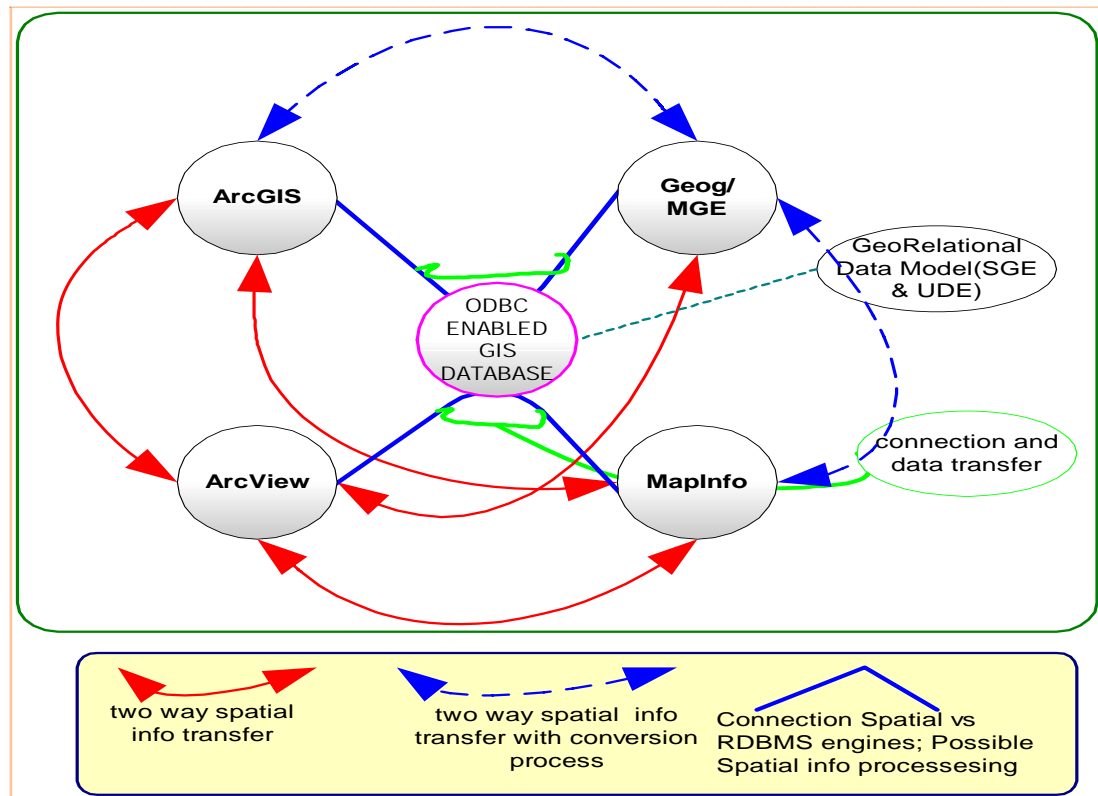 ArcGIS
Geog/
MGE
GeoRelational
Data Model(SGE
& UDE)
ODBC
ENABLED
GIS
DATABASE
ArcView
MapInfo
connection and
data transfer
two way spatial
info transfer
two way spatial info
transfer with conversion
process
Connection Spatial vs
RDBMS engines; Possible
Spatial info processesing